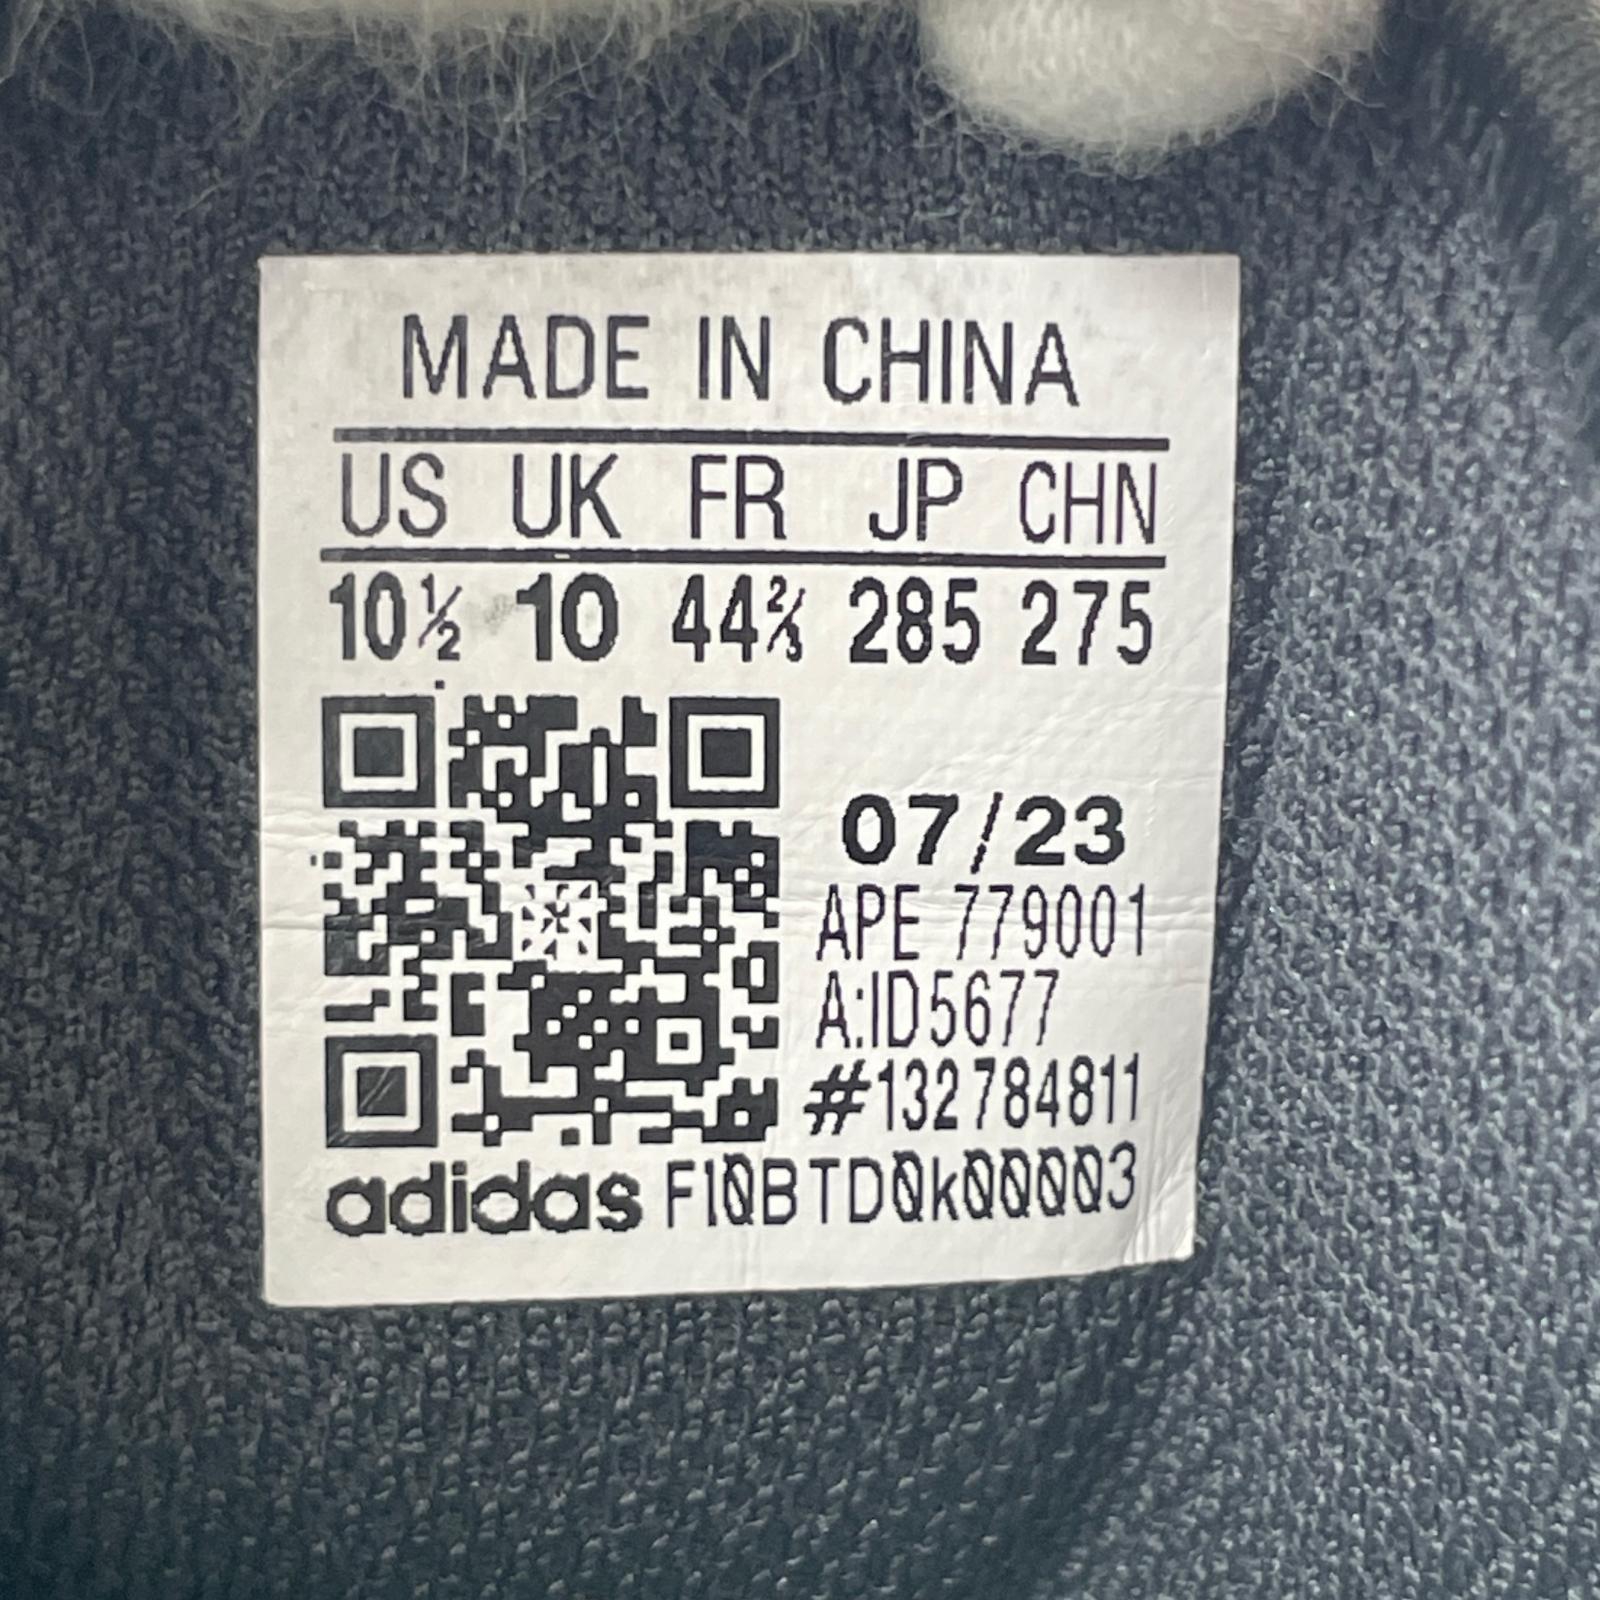 MADE IN CHINA
US UK FR JP CHN
10½ 10 44⅔ 285 275
07/23
APE 779001
A:ID5677
#132784811
adidas F10BTD0k00003